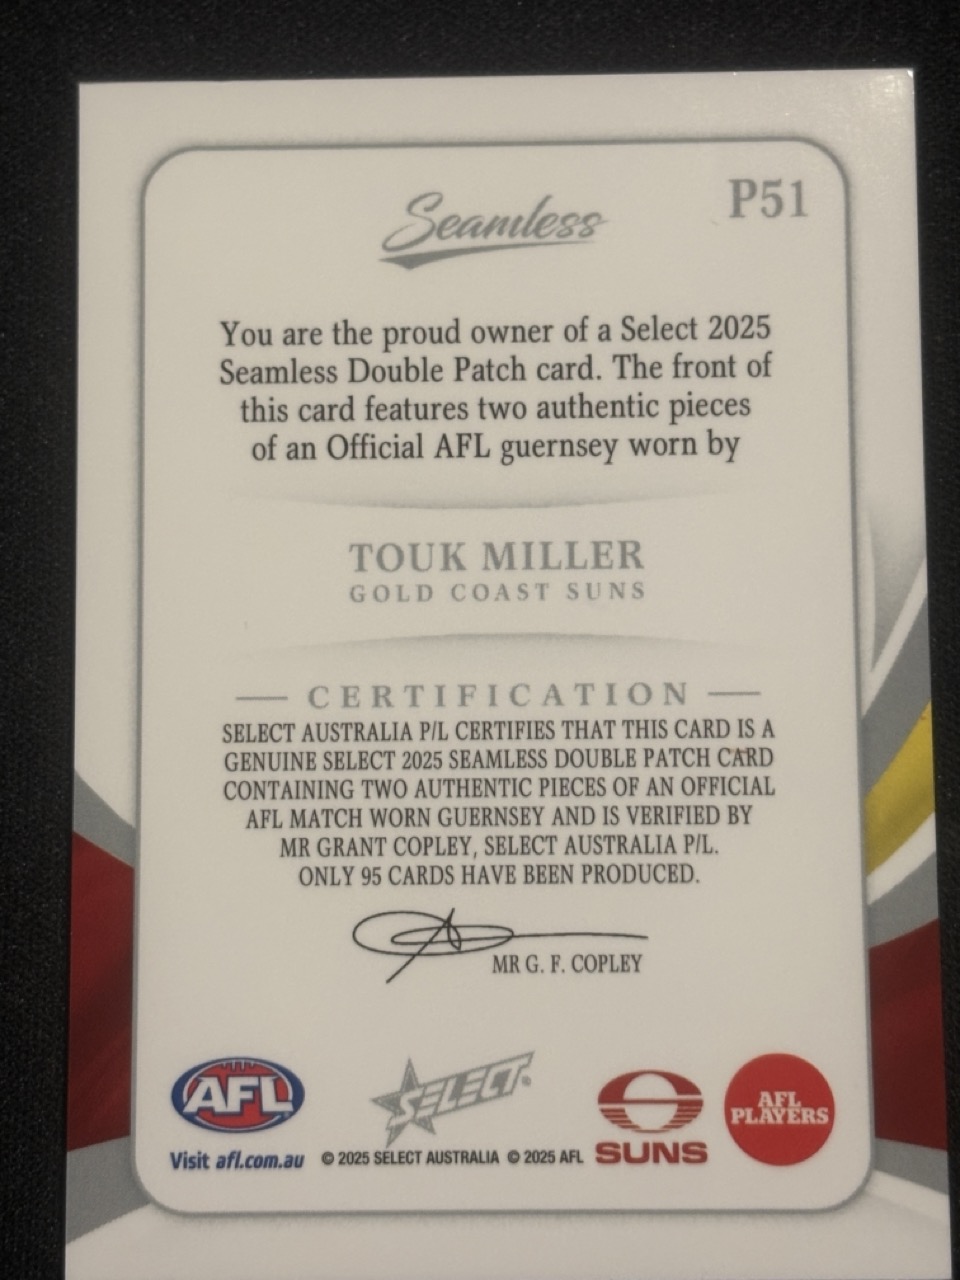 Seamless
P51
You are the proud owner of a Select 2025
Seamless Double Patch card. The front of
this card features two authentic pieces
of an Official AFL guernsey worn by
TOUK MILLER
GOLD COAST SUNS
CERTIFICATION
SELECT AUSTRALIA P/L CERTIFIES THAT THIS CARD IS A
GENUINE SELECT 2025 SEAMLESS DOUBLE PATCH CARD
CONTAINING TWO AUTHENTIC PIECES OF AN OFFICIAL
AFL MATCH WORN GUERNSEY AND IS VERIFIED BY
MR GRANT COPLEY, SELECT AUSTRALIA P/L.
ONLY 95 CARDS HAVE BEEN PRODUCED.
MR G. F. COPLEY
AFL
SELECT
SUNS
AFL
PLAYERS
Visit afl.com.au
© 2025 SELECT AUSTRALIA © 2025 AFL